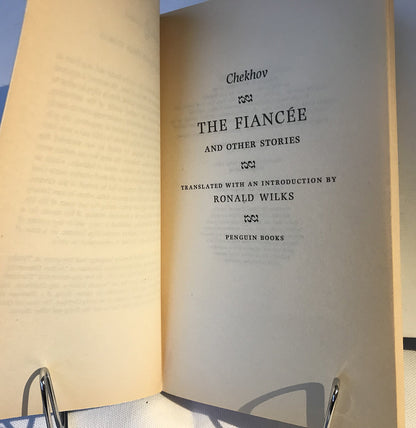 Chekhov
THE FIANCÉE
AND OTHER STORIES
TRANSLATED WITH AN INTRODUCTION BY
RONALD WILKS
PENGUIN BOOKS